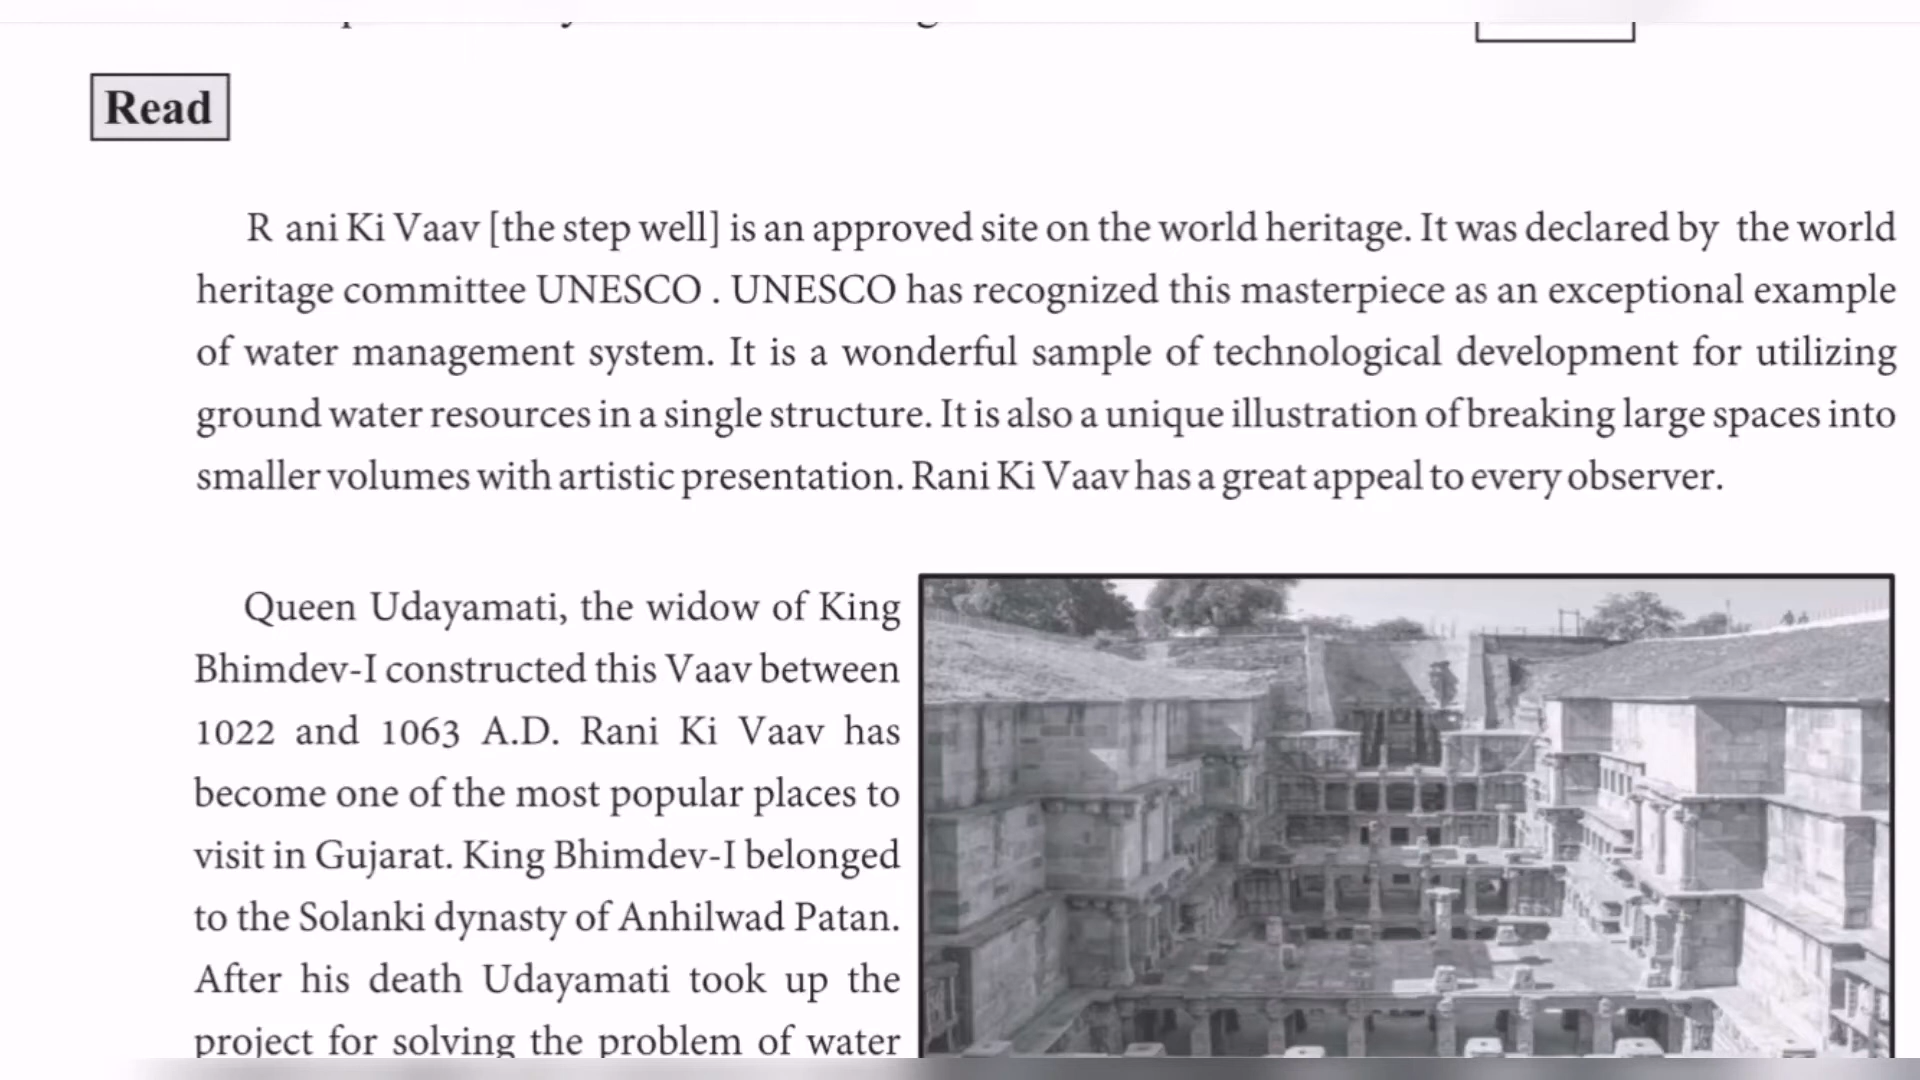 Read
R ani Ki Vaav [the step well] is an approved site on the world heritage. It was declared by the world
heritage committee UNESCO . UNESCO has recognized this masterpiece as an exceptional example
of water management system. It is a wonderful sample of technological development for utilizing
ground water resources in a single structure. It is also a unique illustration of breaking large spaces into
smaller volumes with artistic presentation. Rani Ki Vaav has a great appeal to every observer.
Queen Udayamati, the widow of King
Bhimdev-I constructed this Vaav between
1022 and 1063 A.D. Rani Ki Vaav has
become one of the most popular places to
visit in Gujarat. King Bhimdev-I belonged
to the Solanki dynasty of Anhilwad Patan.
After his death Udayamati took up the
project for solving the problem of water